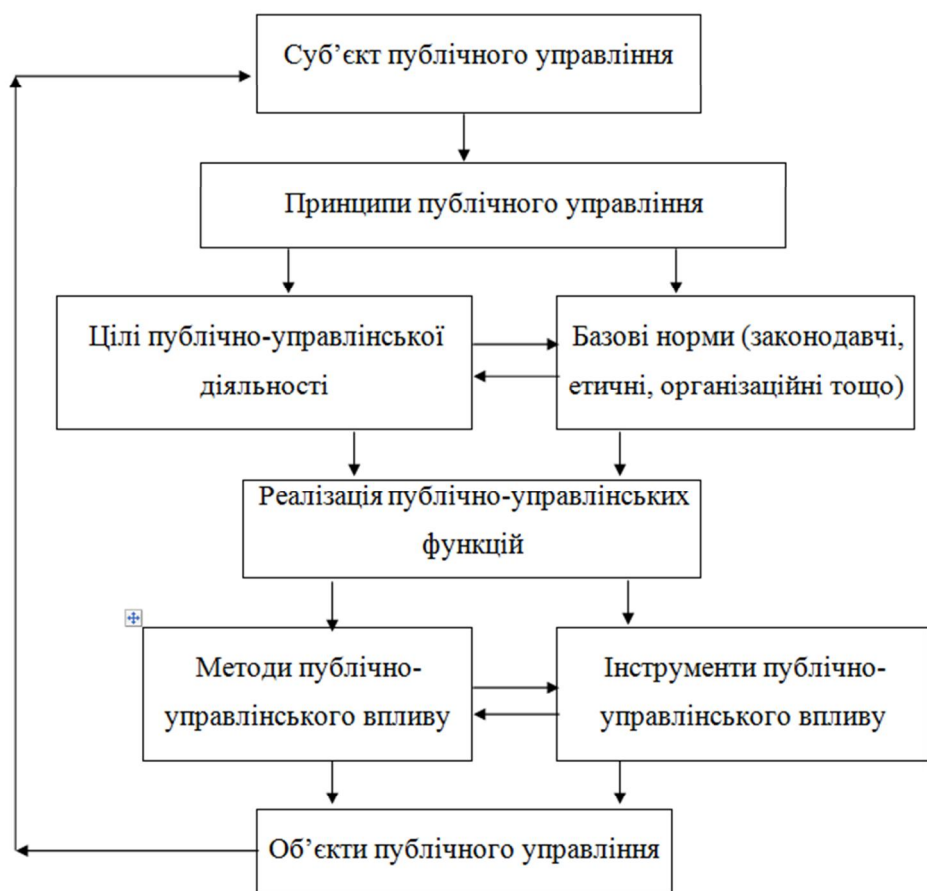 Суб’єкт публічного управління
Принципи публічного управління
Цілі публічно-управлінської
діяльності
Базові норми (законодавчі,
етичні, організаційні тощо)
Реалізація публічно-управлінських
функцій
Методи публічно-
управлінського впливу
Інструменти публічно-
управлінського впливу
Об’єкти публічного управління